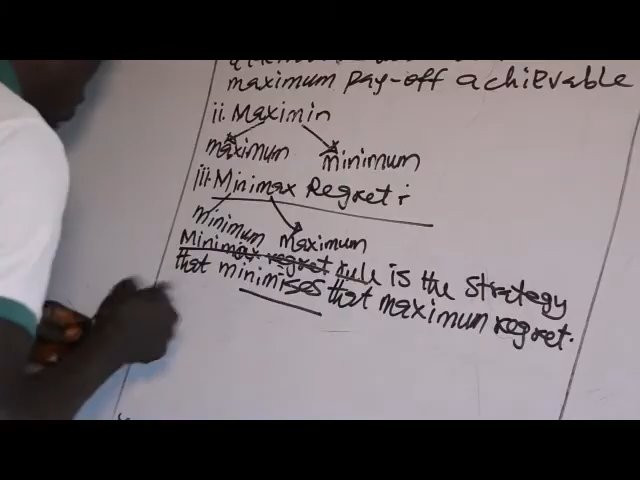 maximum pay-off achievable
ii. Maximin
maximum minimum
iii. Minimax Regret :
minimum maximum
Minimax regret rule is the strategy
that minimises that maximum regret.